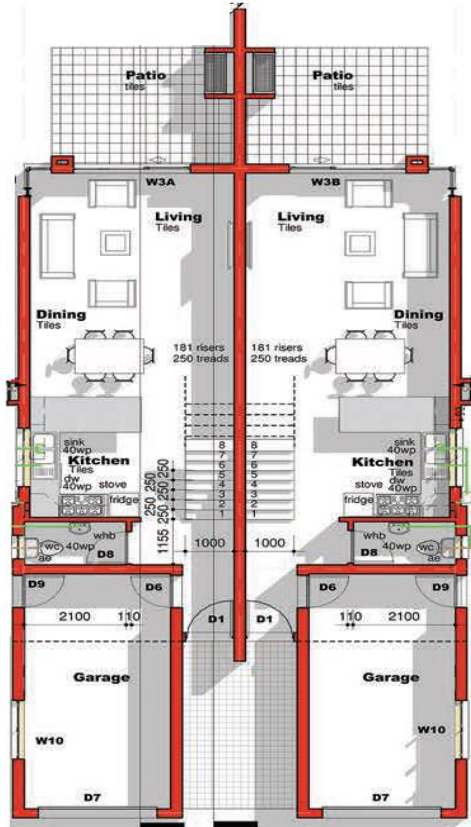 Patio
tiles
Patio
tiles
W3A
W3B
Living
Tiles
Living
Tiles
Dining
Tiles
Dining
Tiles
181 risers
250 treads
181 risers
250 treads
sink
40wp
Kitchen
Tiles
dw
40wp
stove
fridge
8
7
6
5
4
3
2
1
8
7
6
5
4
3
2
1
sink
40wp
Kitchen
Tiles
dw
40wp
stove
fridge
250
250
250
250
250
1155
1000
1000
whb
wc
40wp
ae
D8
whb
40wp
wc
ae
D8
D9
D6
D6
D9
2100
110
110
2100
D1
D1
Garage
Garage
W10
W10
D7
D7